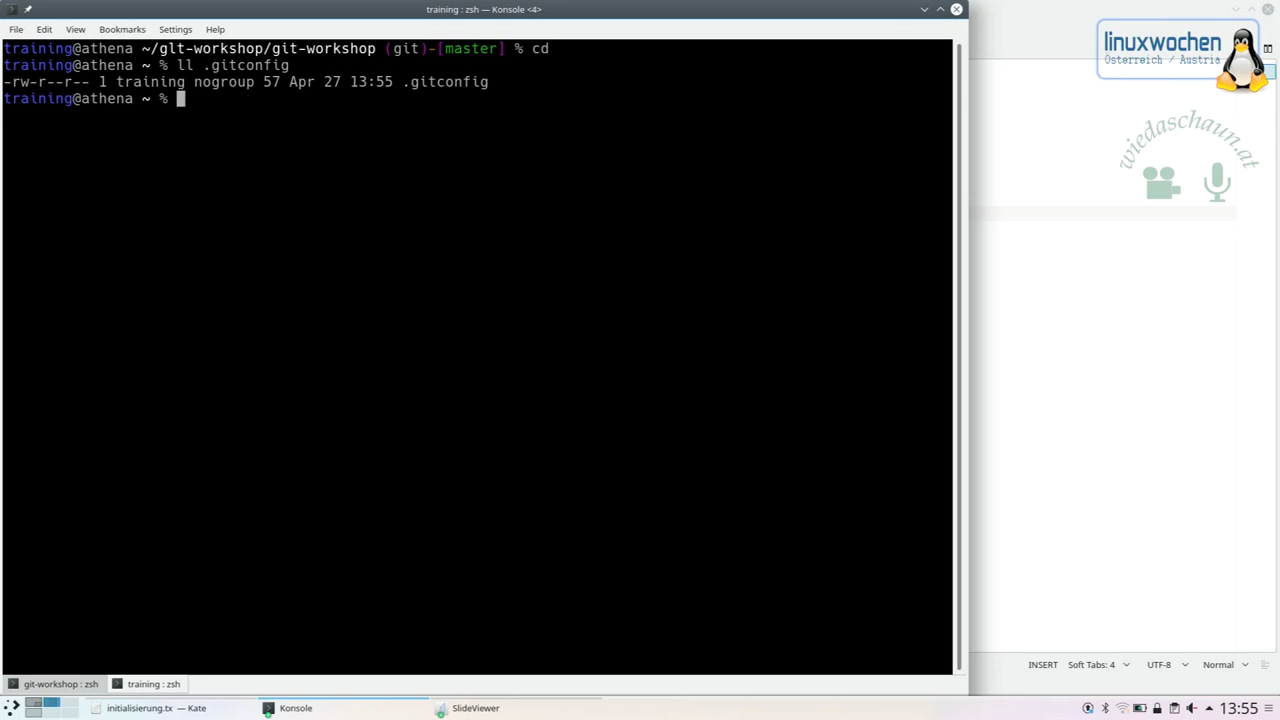 training : zsh — Konsole <4>
File Edit View Bookmarks Settings Help
training@athena ~/glt-workshop/git-workshop (git)-[master] % cd
training@athena ~ % ll .gitconfig
-rw-r--r-- 1 training nogroup 57 Apr 27 13:55 .gitconfig
training@athena ~ %
linuxwochen
Österreich / Austria
wiedaschaun.at
INSERT Soft Tabs: 4 UTF-8 Normal
git-workshop : zsh training : zsh
initialisierung.tx — Kate Konsole SlideViewer 13:55